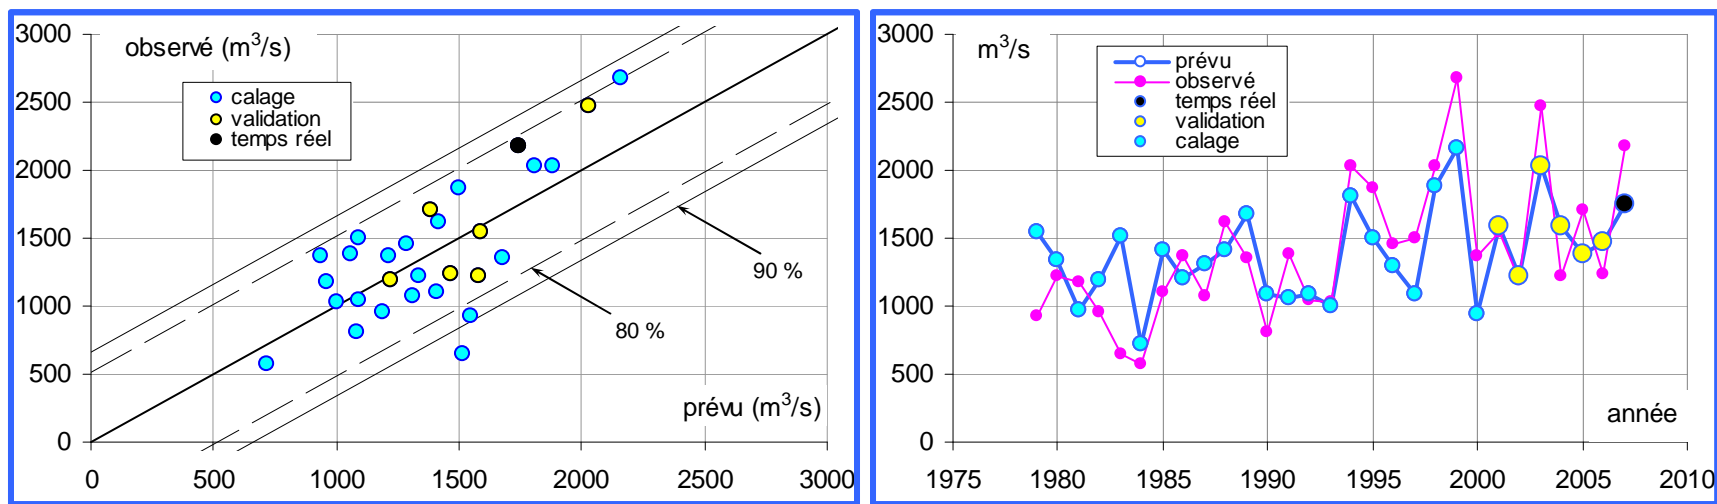 observé (m³/s)
calage
validation
temps réel
3000
2500
2000
1500
1000
500
0
90 %
80 %
prévu (m³/s)
0 500 1000 1500 2000 2500 3000
m³/s
prévu
observé
temps réel
validation
calage
3000
2500
2000
1500
1000
500
0
année
1975 1980 1985 1990 1995 2000 2005 2010